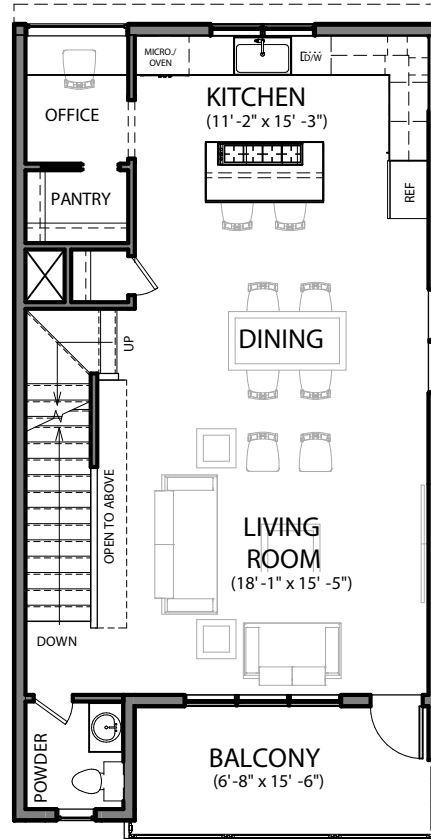 MICRO./
OVEN
D/W
KITCHEN
(11'-2" x 15' -3")
OFFICE
PANTRY
REF
UP
DINING
OPEN TO ABOVE
LIVING
ROOM
(18'-1" x 15' -5")
DOWN
POWDER
BALCONY
(6'-8" x 15' -6")